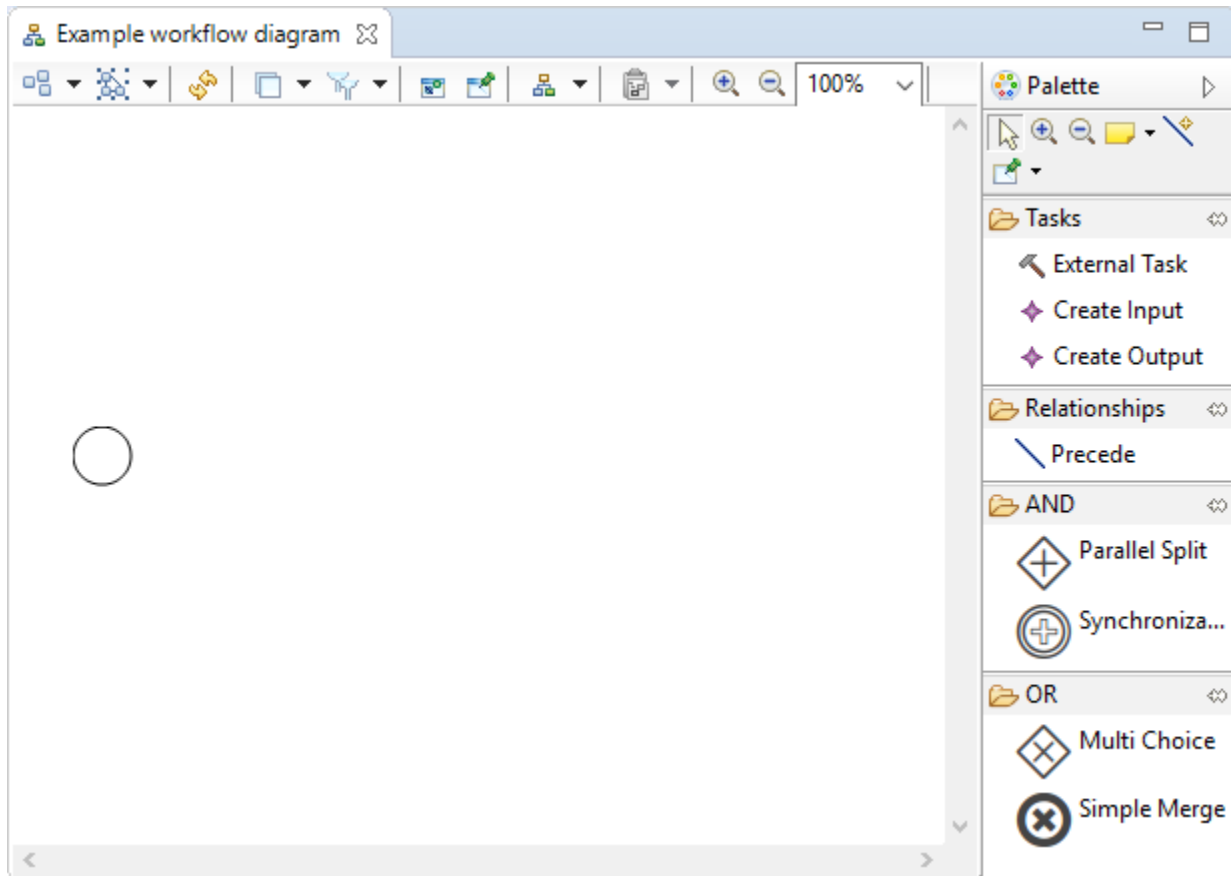 Example workflow diagram
100%
Palette
Tasks
External Task
Create Input
Create Output
Relationships
Precede
AND
Parallel Split
Synchroniza...
OR
Multi Choice
Simple Merge